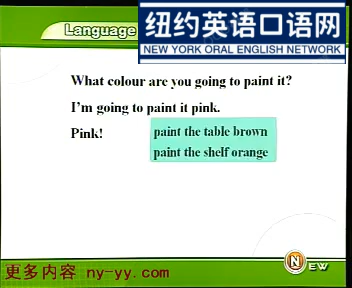 Language
纽约英语口语网
NEW YORK ORAL ENGLISH NETWORK
What colour are you going to paint it?
I'm going to paint it pink.
Pink!
paint the table brown
paint the shelf orange
NEW
更多内容 ny-yy.com